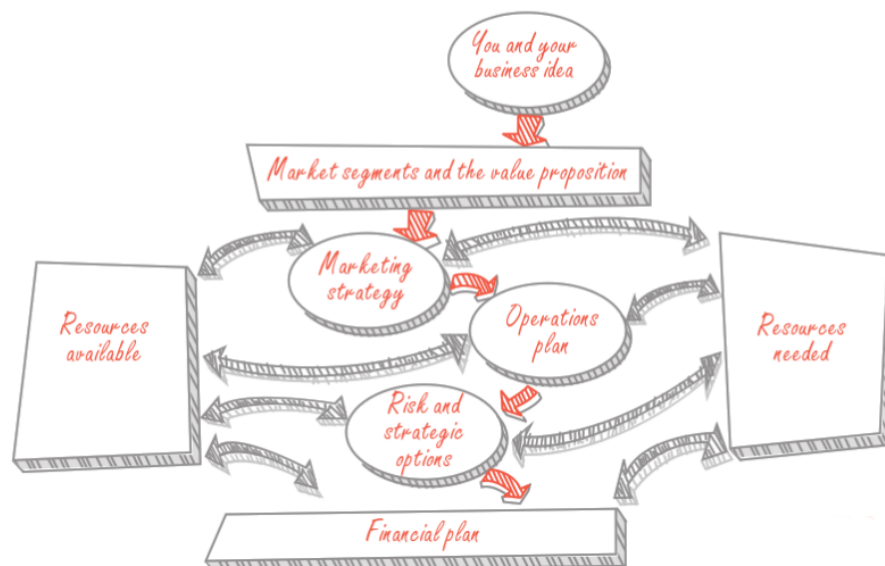 You and your
business idea
Market segments and the value proposition
Marketing
strategy
Resources
available
Operations
plan
Resources
needed
Risk and
strategic
options
Financial plan